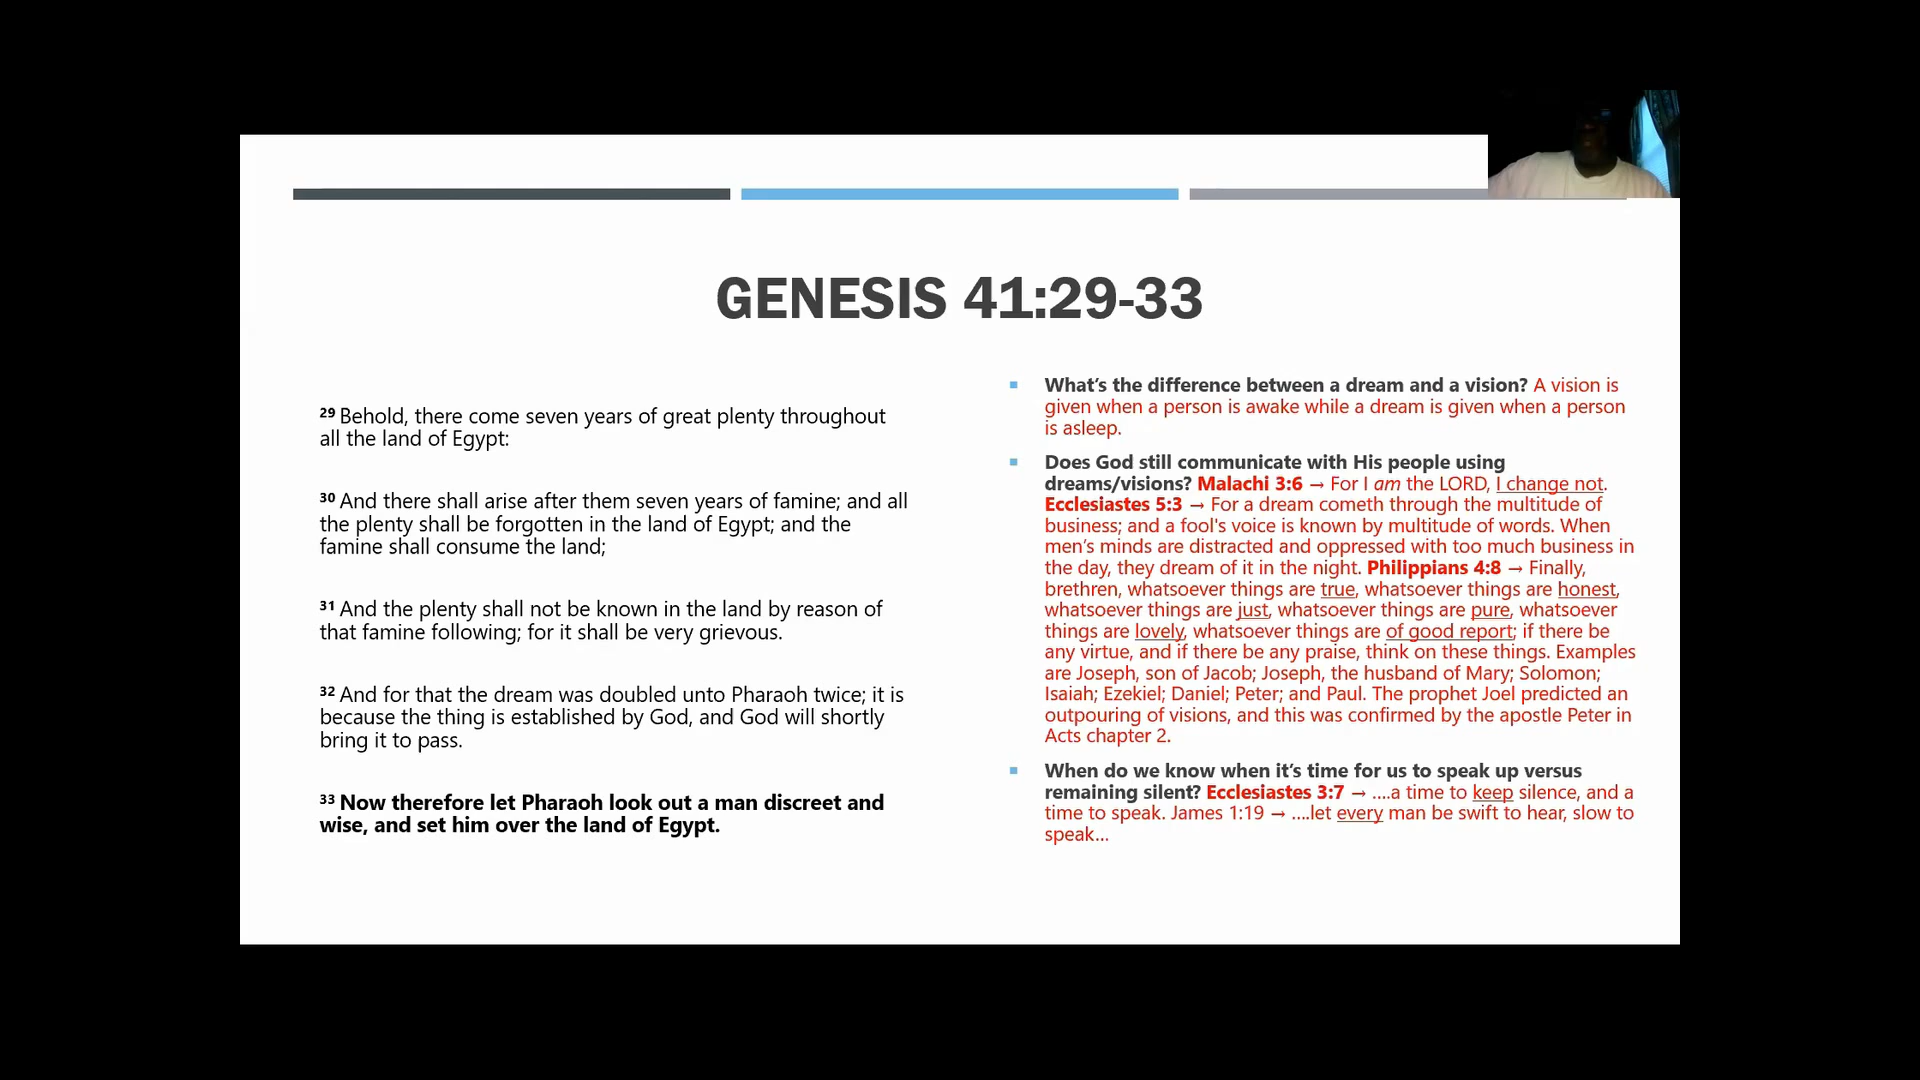 GENESIS 41:29-33
29 Behold, there come seven years of great plenty throughout
all the land of Egypt:
30 And there shall arise after them seven years of famine; and all
the plenty shall be forgotten in the land of Egypt; and the
famine shall consume the land;
31 And the plenty shall not be known in the land by reason of
that famine following; for it shall be very grievous.
32 And for that the dream was doubled unto Pharaoh twice; it is
because the thing is established by God, and God will shortly
bring it to pass.
33 Now therefore let Pharaoh look out a man discreet and
wise, and set him over the land of Egypt.
What's the difference between a dream and a vision? A vision is
given when a person is awake while a dream is given when a person
is asleep.
Does God still communicate with His people using
dreams/visions? Malachi 3:6 → For I am the LORD, I change not.
Ecclesiastes 5:3 → For a dream cometh through the multitude of
business; and a fool's voice is known by multitude of words. When
men's minds are distracted and oppressed with too much business in
the day, they dream of it in the night. Philippians 4:8 → Finally,
brethren, whatsoever things are true, whatsoever things are honest,
whatsoever things are just, whatsoever things are pure, whatsoever
things are lovely, whatsoever things are of good report; if there be
any virtue, and if there be any praise, think on these things. Examples
are Joseph, son of Jacob; Joseph, the husband of Mary; Solomon;
Isaiah; Ezekiel; Daniel; Peter; and Paul. The prophet Joel predicted an
outpouring of visions, and this was confirmed by the apostle Peter in
Acts chapter 2.
When do we know when it's time for us to speak up versus
remaining silent? Ecclesiastes 3:7 → ....a time to keep silence, and a
time to speak. James 1:19 → ....let every man be swift to hear, slow to
speak...